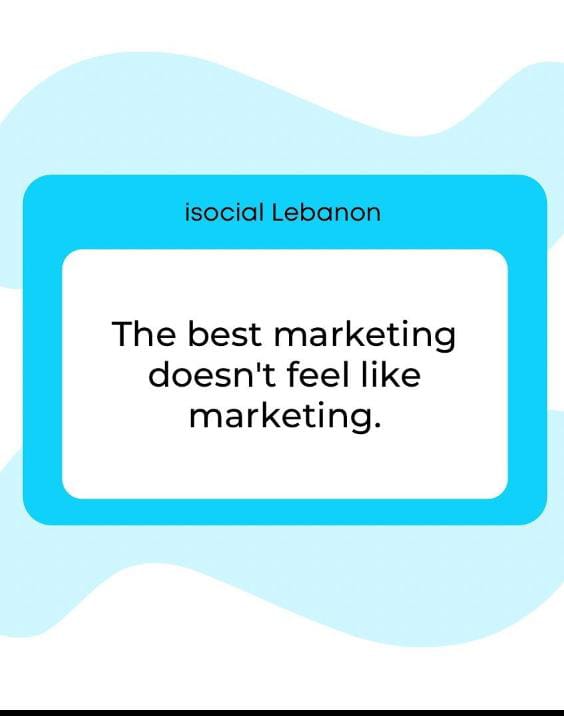 isocial Lebanon
The best marketing
doesn't feel like
marketing.